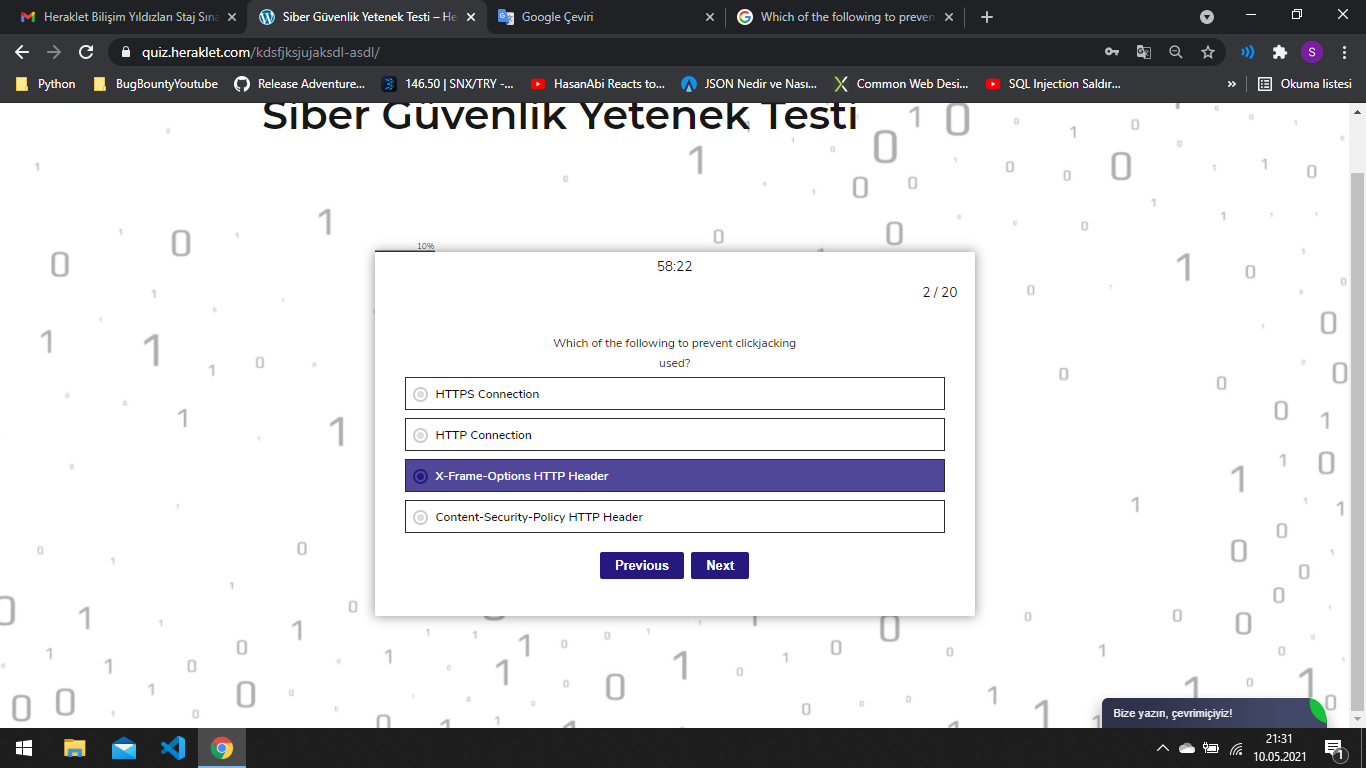 Heraklet Bilişim Yıldızları Staj Sına
Siber Güvenlik Yetenek Testi – He
Google Çeviri
Which of the following to preven
quiz.heraklet.com/kdsfjksjujaksdl-asdl/
S
Python
BugBountyYoutube
Release Adventure...
146.50 | SNX/TRY -...
HasanAbi Reacts to...
JSON Nedir ve Nası...
Common Web Desi...
SQL Injection Saldır...
»
Okuma listesi
Siber Güvenlik Yetenek Testi
10%
58:22
2 / 20
Which of the following to prevent clickjacking
used?
HTTPS Connection
HTTP Connection
X-Frame-Options HTTP Header
Content-Security-Policy HTTP Header
Previous
Next
Bize yazın, çevrimiçiyiz!
21:31
10.05.2021
1